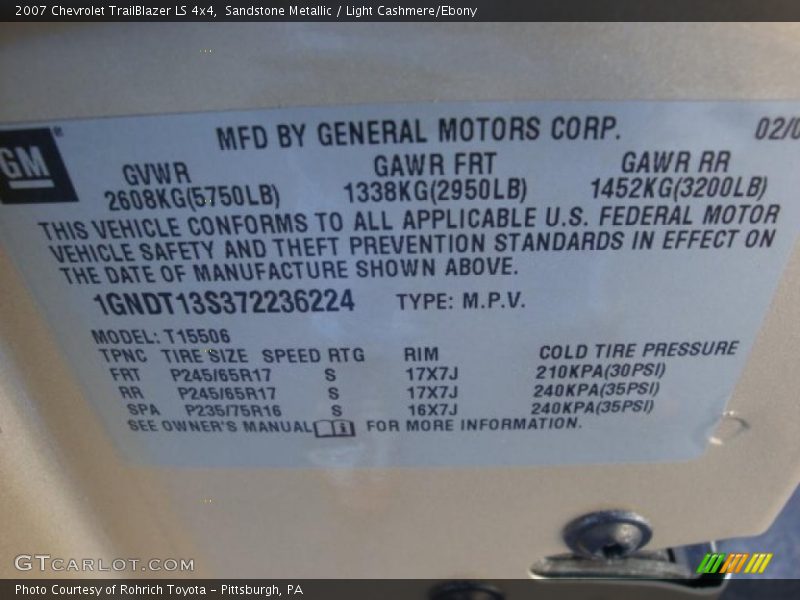 2007 Chevrolet TrailBlazer LS 4x4, Sandstone Metallic / Light Cashmere/Ebony
GM
MFD BY GENERAL MOTORS CORP. 02/0
GVWR GAWR FRT GAWR RR
2608KG(5750LB) 1338KG(2950LB) 1452KG(3200LB)
THIS VEHICLE CONFORMS TO ALL APPLICABLE U.S. FEDERAL MOTOR
VEHICLE SAFETY AND THEFT PREVENTION STANDARDS IN EFFECT ON
THE DATE OF MANUFACTURE SHOWN ABOVE.
1GNDT13S372236224 TYPE: M.P.V.
MODEL: T15506
TPNC TIRE SIZE SPEED RTG RIM COLD TIRE PRESSURE
FRT P245/65R17 S 17X7J 210KPA(30PSI)
RR P245/65R17 S 17X7J 240KPA(35PSI)
SPA P235/75R16 S 16X7J 240KPA(35PSI)
SEE OWNER'S MANUAL FOR MORE INFORMATION.
GTCARLOT.COM
Photo Courtesy of Rohrich Toyota - Pittsburgh, PA